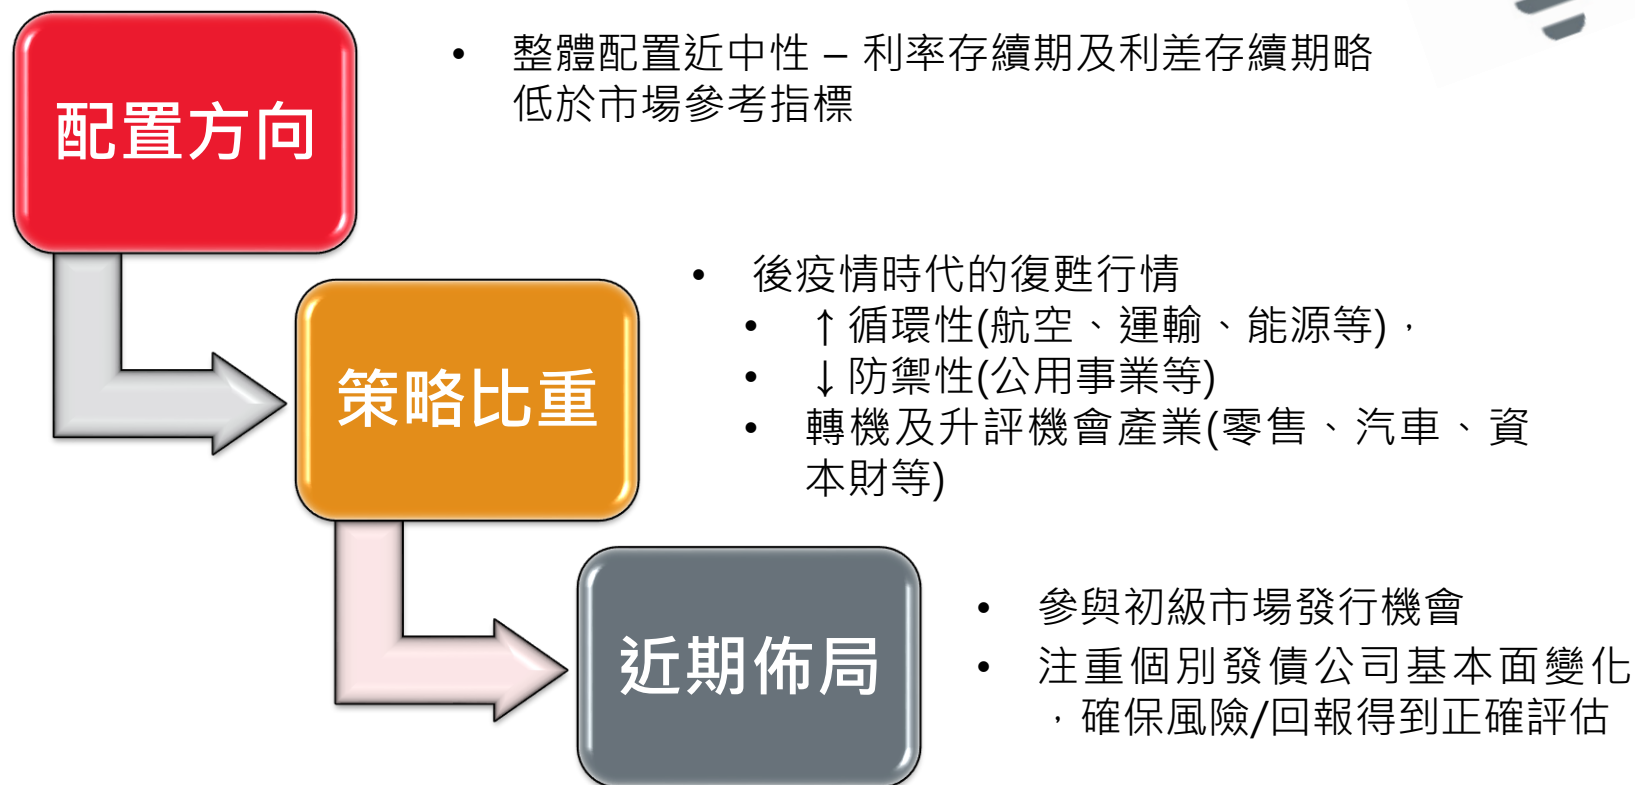 配置方向
• 整體配置近中性 – 利率存續期及利差存續期略
低於市場參考指標
策略比重
• 後疫情時代的復甦行情
• ↑循環性(航空、運輸、能源等)，
• ↓防禦性(公用事業等)
• 轉機及升評機會產業(零售、汽車、資
本財等)
近期佈局
• 參與初級市場發行機會
• 注重個別發債公司基本面變化
，確保風險/回報得到正確評估